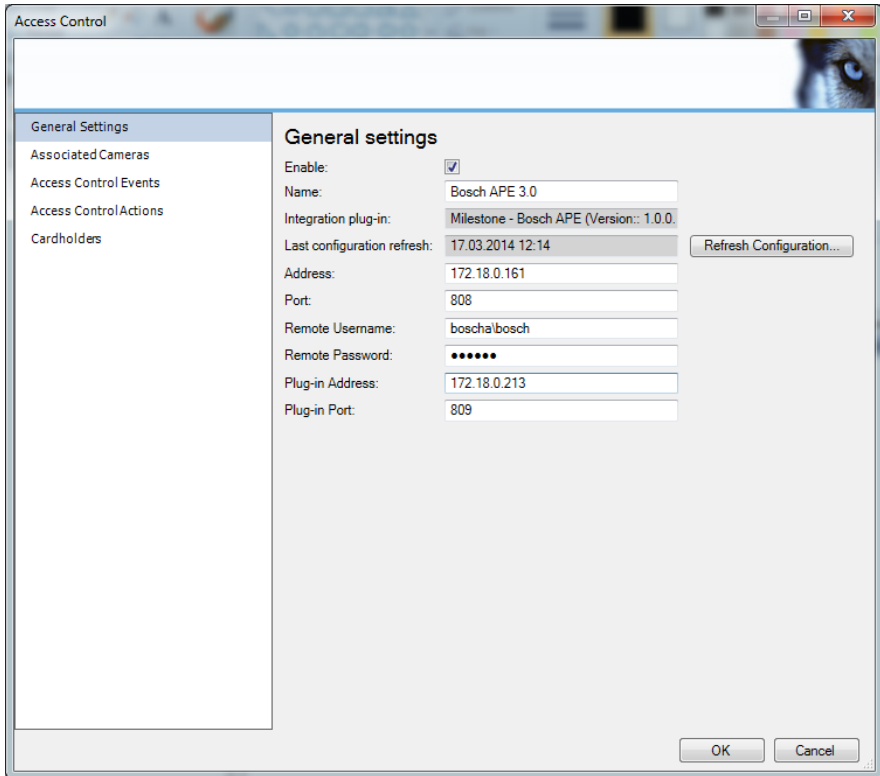 Access Control
General Settings
Associated Cameras
Access Control Events
Access Control Actions
Cardholders
General settings
Enable:
Name: Bosch APE 3.0
Integration plug-in: Milestone - Bosch APE (Version:: 1.0.0.
Last configuration refresh: 17.03.2014 12:14 Refresh Configuration...
Address: 172.18.0.161
Port: 808
Remote Username: boscha\bosch
Remote Password: ●●●●●●
Plug-in Address: 172.18.0.213
Plug-in Port: 809
OK Cancel